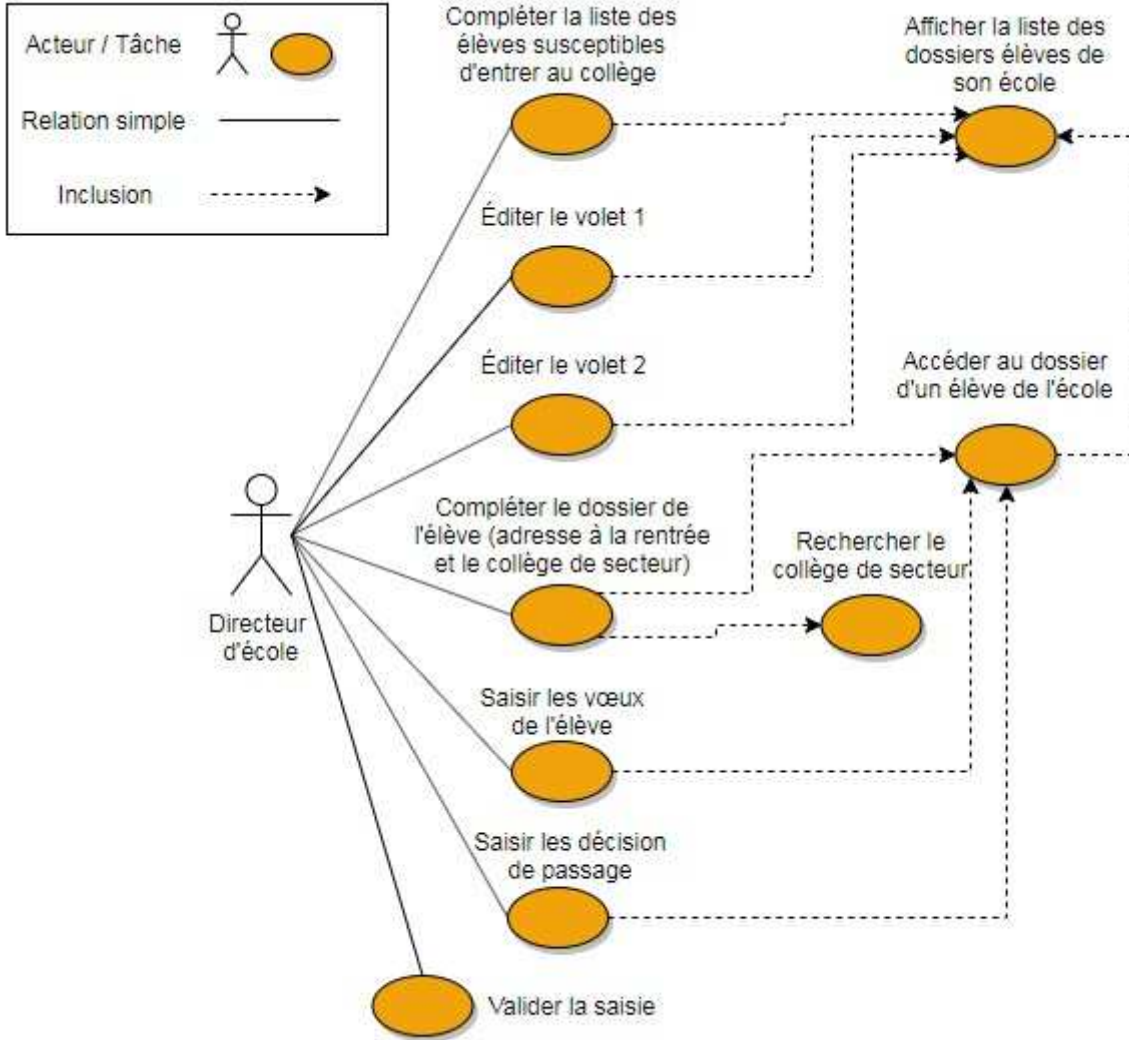 Acteur / Tâche
Relation simple
Inclusion
Compléter la liste des
élèves susceptibles
d'entrer au collège
Afficher la liste des
dossiers élèves de
son école
Éditer le volet 1
Éditer le volet 2
Accéder au dossier
d'un élève de l'école
Compléter le dossier de
l'élève (adresse à la rentrée
et le collège de secteur)
Rechercher le
collège de secteur
Directeur
d'école
Saisir les vœux
de l'élève
Saisir les décision
de passage
Valider la saisie